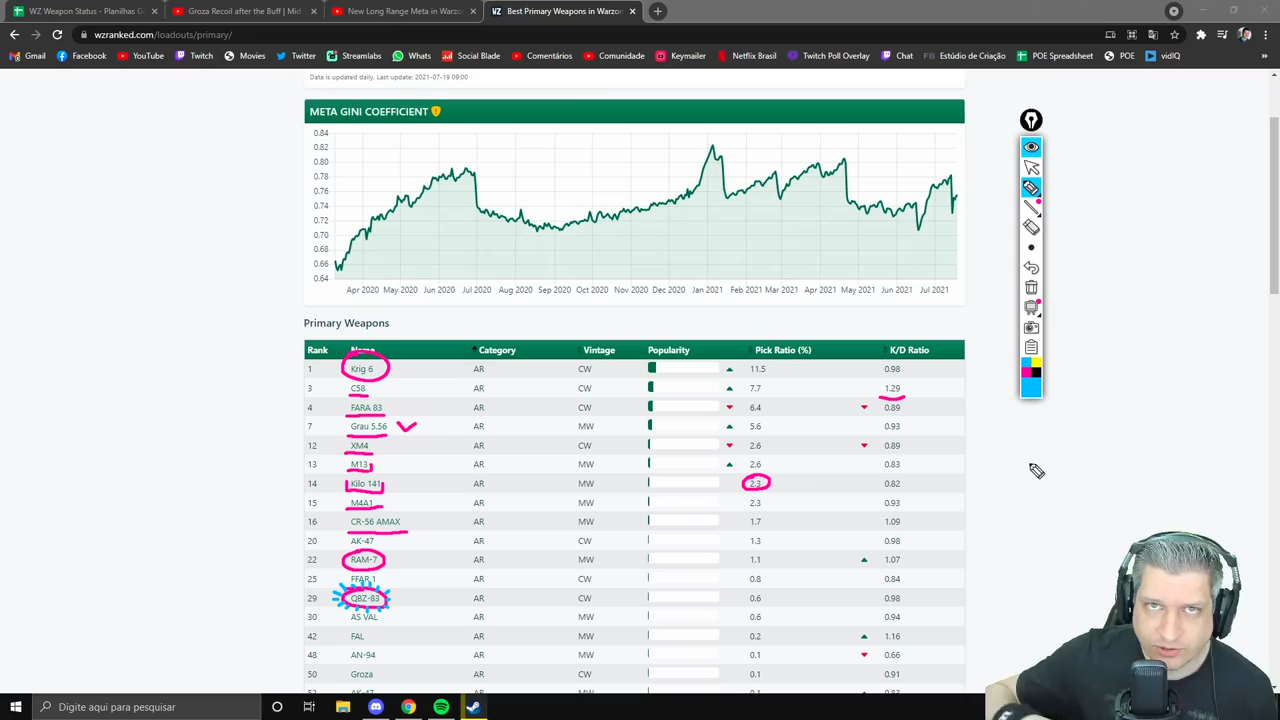 WZ Weapon Status - Planilhas G
Groza Recoil after the Buff | Mid
New Long Range Meta in Warzo
WZ Best Primary Weapons in Warzon
wzranked.com/loadouts/primary/
Gmail Facebook YouTube Twitch Movies Twitter Streamlabs Whats Social Blade Comentários Comunidade Keymailer Netflix Brasil Twitch Poll Overlay Chat FB Estúdio de Criação POE Spreadsheet POE vidIQ
Data is updated daily. Last update: 2021-07-19 09:00
META GINI COEFFICIENT
0.84
0.82
0.80
0.78
0.76
0.74
0.72
0.70
0.68
0.66
0.64
Apr 2020 May 2020 Jun 2020 Jul 2020 Aug 2020 Sep 2020 Oct 2020 Nov 2020 Dec 2020 Jan 2021 Feb 2021 Mar 2021 Apr 2021 May 2021 Jun 2021 Jul 2021
Primary Weapons
Rank Name Category Vintage Popularity Pick Ratio (%) K/D Ratio
1 Krig 6 AR CW 11.5 0.98
3 C58 AR CW 7.7 1.29
4 FARA 83 AR CW 6.4 0.89
7 Grau 5.56 AR MW 5.6 0.93
12 XM4 AR CW 2.6 0.89
13 M13 AR MW 2.6 0.83
14 Kilo 141 AR MW 2.3 0.82
15 M4A1 AR MW 2.3 0.93
16 CR-56 AMAX AR MW 1.7 1.09
20 AK-47 AR CW 1.3 0.98
22 RAM-7 AR MW 1.1 1.07
25 FFAR 1 AR CW 0.8 0.84
29 QBZ-83 AR CW 0.6 0.98
30 AS VAL AR MW 0.6 0.94
42 FAL AR MW 0.2 1.16
48 AN-94 AR MW 0.1 0.66
50 Groza AR CW 0.1 0.91
AK-47 AR MW 0.1 0.83
Digite aqui para pesquisar